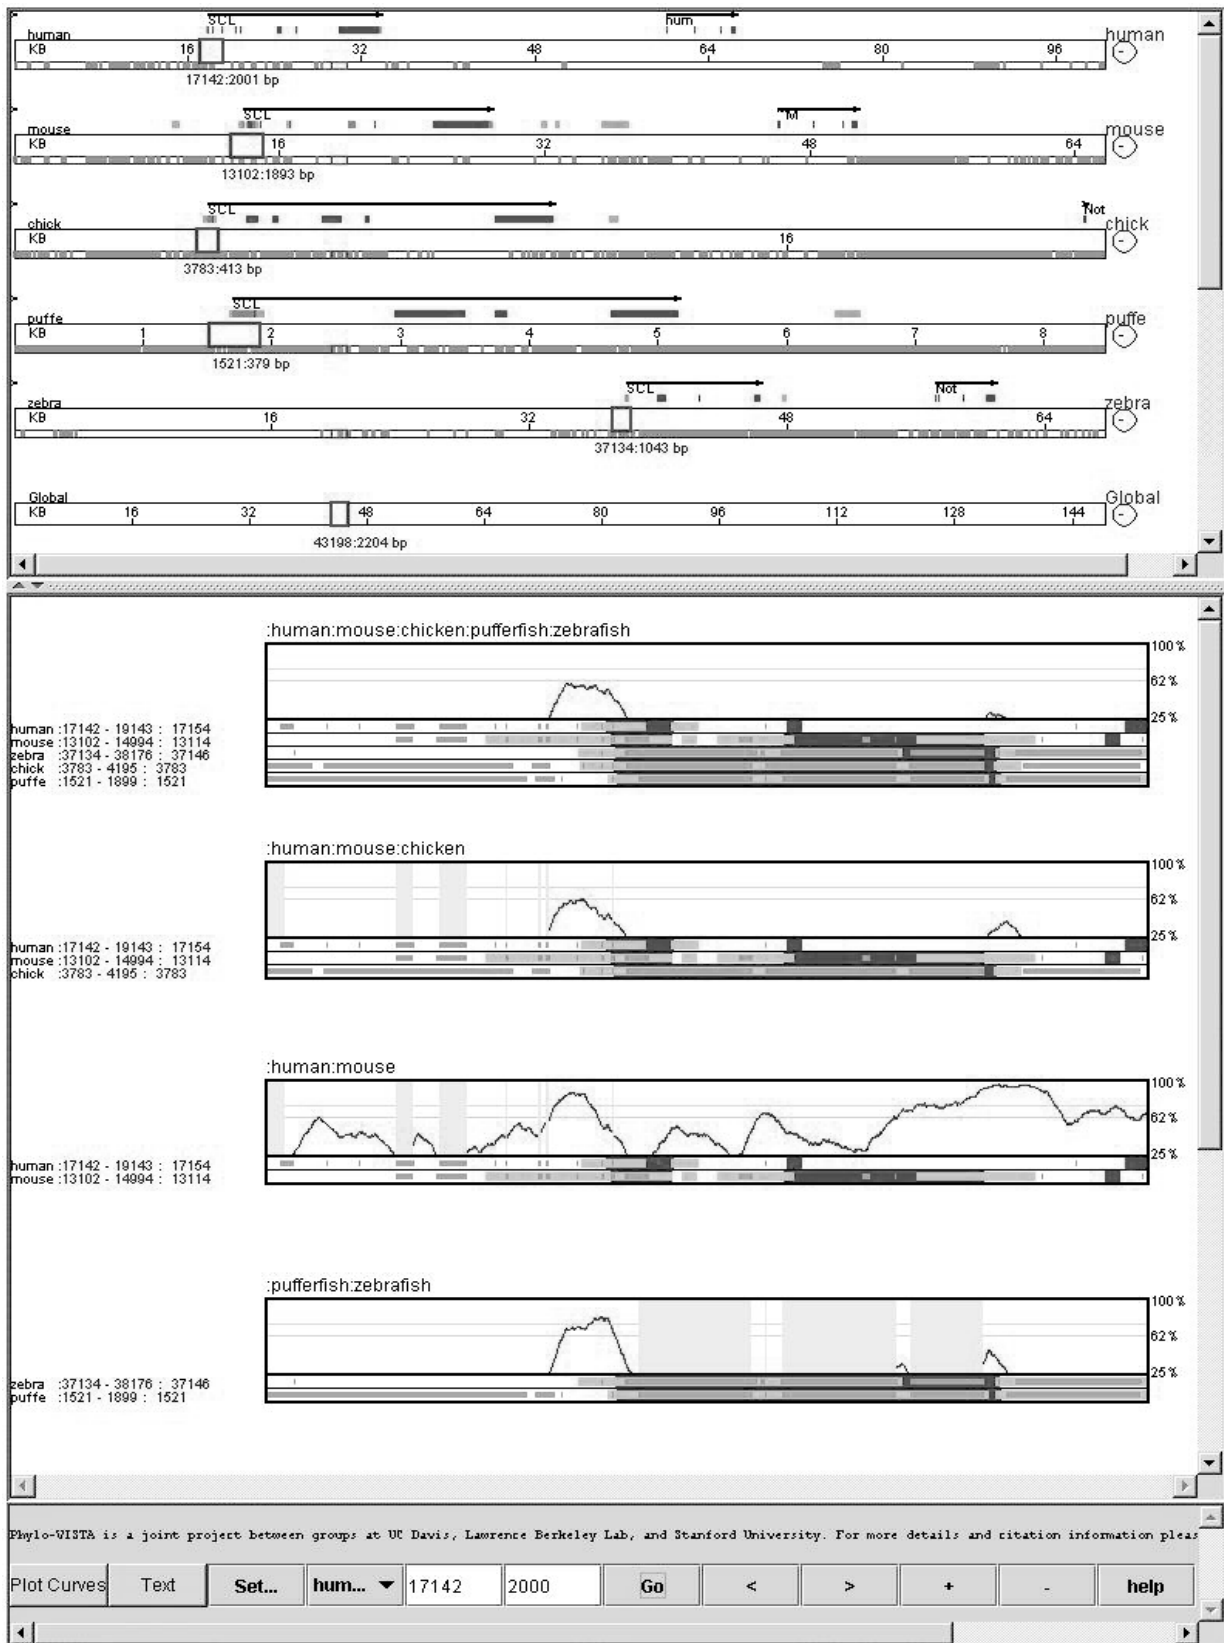 SCL hum
human human
KB 16 32 48 64 80 96
17142:2001 bp
SCL M
mouse mouse
KB 16 32 48 64
13102:1893 bp
SCL Not
chick chick
KB 16
3783:413 bp
SCL
puffe puffe
KB 1 2 3 4 5 6 7 8
1521:379 bp
SCL Not
zebra zebra
KB 16 32 48 64
37134:1043 bp
Global Global
KB 16 32 48 64 80 96 112 128 144
43198:2204 bp
:human:mouse:chicken:pufferfish:zebrafish
100%
62%
25%
human :17142 - 19143 : 17154
mouse :13102 - 14994 : 13114
zebra :37134 - 38176 : 37146
chick :3783 - 4195 : 3783
puffe :1521 - 1899 : 1521
:human:mouse:chicken
100%
62%
25%
human :17142 - 19143 : 17154
mouse :13102 - 14994 : 13114
chick :3783 - 4195 : 3783
:human:mouse
100%
62%
25%
human :17142 - 19143 : 17154
mouse :13102 - 14994 : 13114
:pufferfish:zebrafish
100%
62%
25%
zebra :37134 - 38176 : 37146
puffe :1521 - 1899 : 1521
Phylo-VISTA is a joint project between groups at UC Davis, Lawrence Berkeley Lab, and Stanford University. For more details and citation information pleas
Plot Curves Text Set... hum... 17142 2000 Go < > + - help